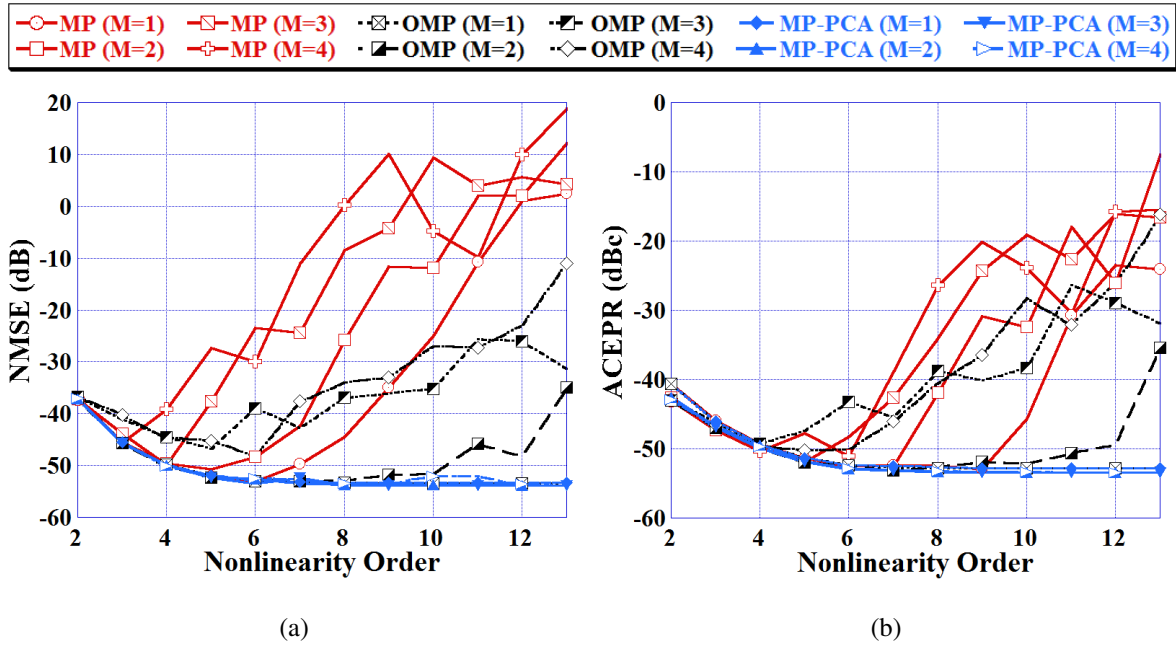 MP (M=1) MP (M=3) OMP (M=1) OMP (M=3) MP-PCA (M=1) MP-PCA (M=3)
MP (M=2) MP (M=4) OMP (M=2) OMP (M=4) MP-PCA (M=2) MP-PCA (M=4)
20
10
0
-10
-20
-30
-40
-50
-60
NMSE (dB)
2 4 6 8 10 12
Nonlinearity Order
(a)
0
-10
-20
-30
-40
-50
-60
ACEPR (dBc)
2 4 6 8 10 12
Nonlinearity Order
(b)